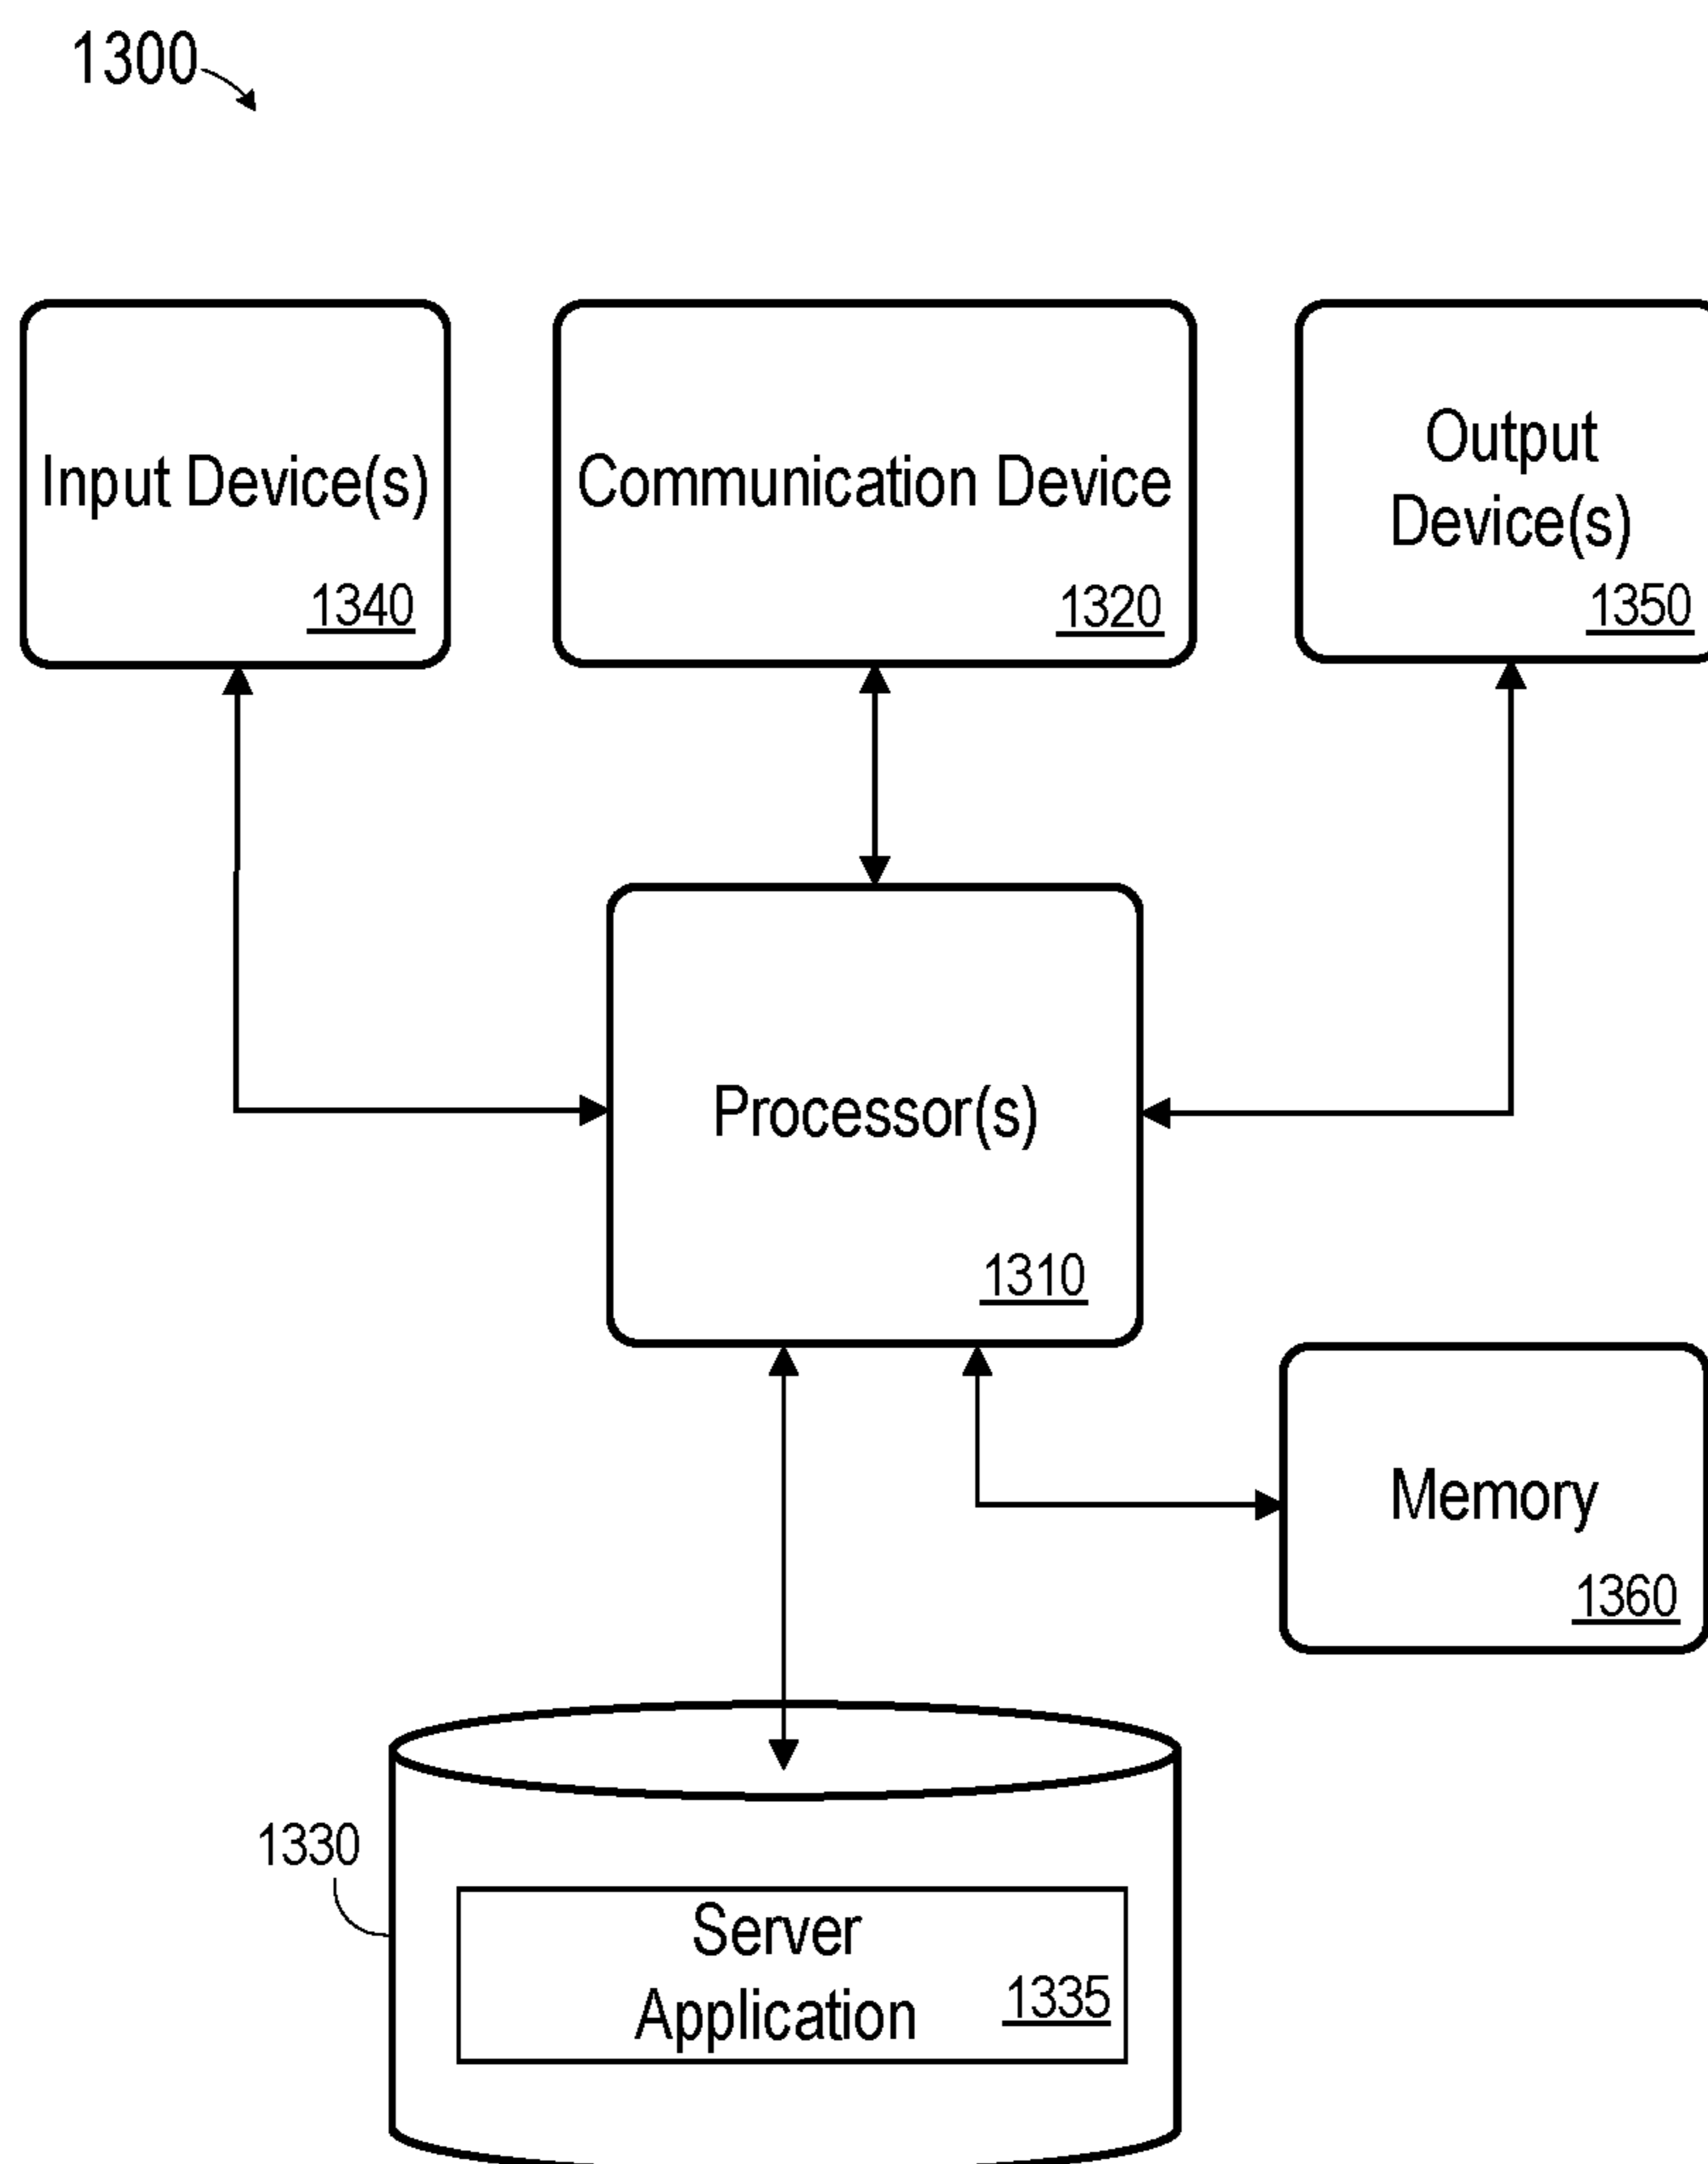 1300
Input Device(s)
1340
Communication Device
1320
Output
Device(s)
1350
Processor(s)
1310
Memory
1360
1330
Server
Application
1335